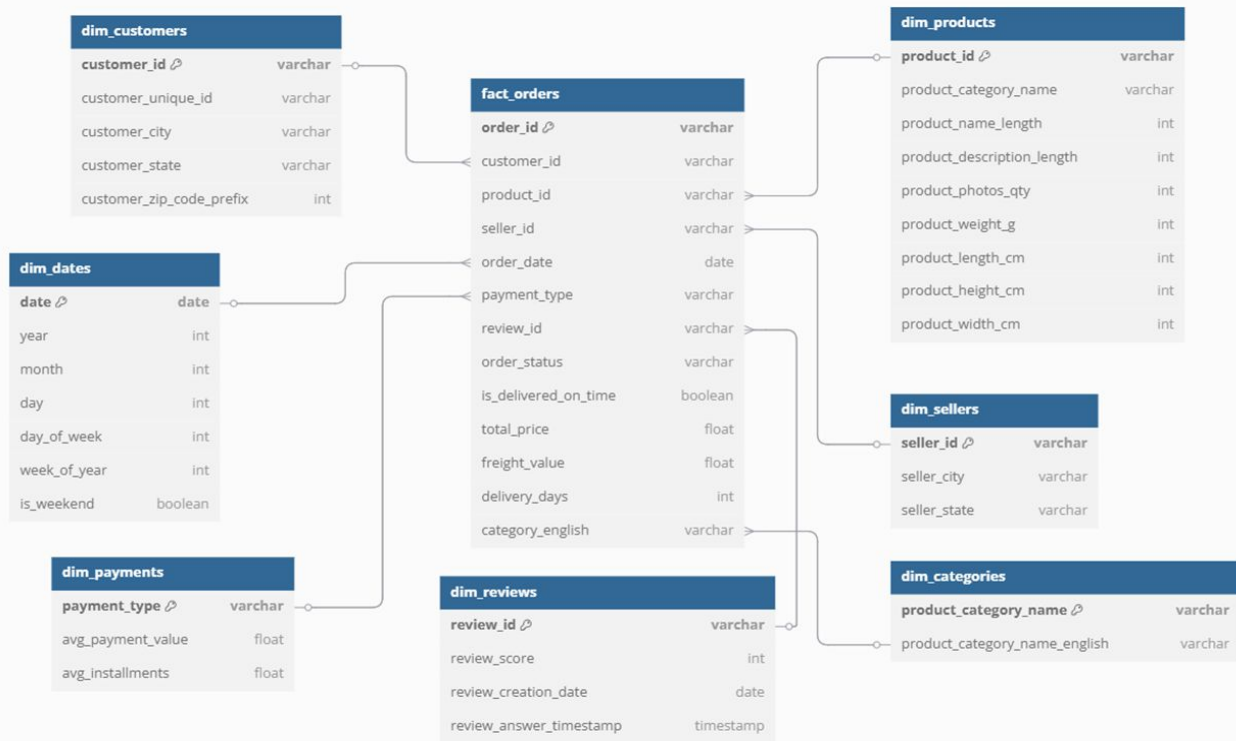 dim_customers
customer_id varchar
customer_unique_id varchar
customer_city varchar
customer_state varchar
customer_zip_code_prefix int
dim_dates
date date
year int
month int
day int
day_of_week int
week_of_year int
is_weekend boolean
dim_payments
payment_type varchar
avg_payment_value float
avg_installments float
fact_orders
order_id varchar
customer_id varchar
product_id varchar
seller_id varchar
order_date date
payment_type varchar
review_id varchar
order_status varchar
is_delivered_on_time boolean
total_price float
freight_value float
delivery_days int
category_english varchar
dim_reviews
review_id varchar
review_score int
review_creation_date date
review_answer_timestamp timestamp
dim_products
product_id varchar
product_category_name varchar
product_name_length int
product_description_length int
product_photos_qty int
product_weight_g int
product_length_cm int
product_height_cm int
product_width_cm int
dim_sellers
seller_id varchar
seller_city varchar
seller_state varchar
dim_categories
product_category_name varchar
product_category_name_english varchar